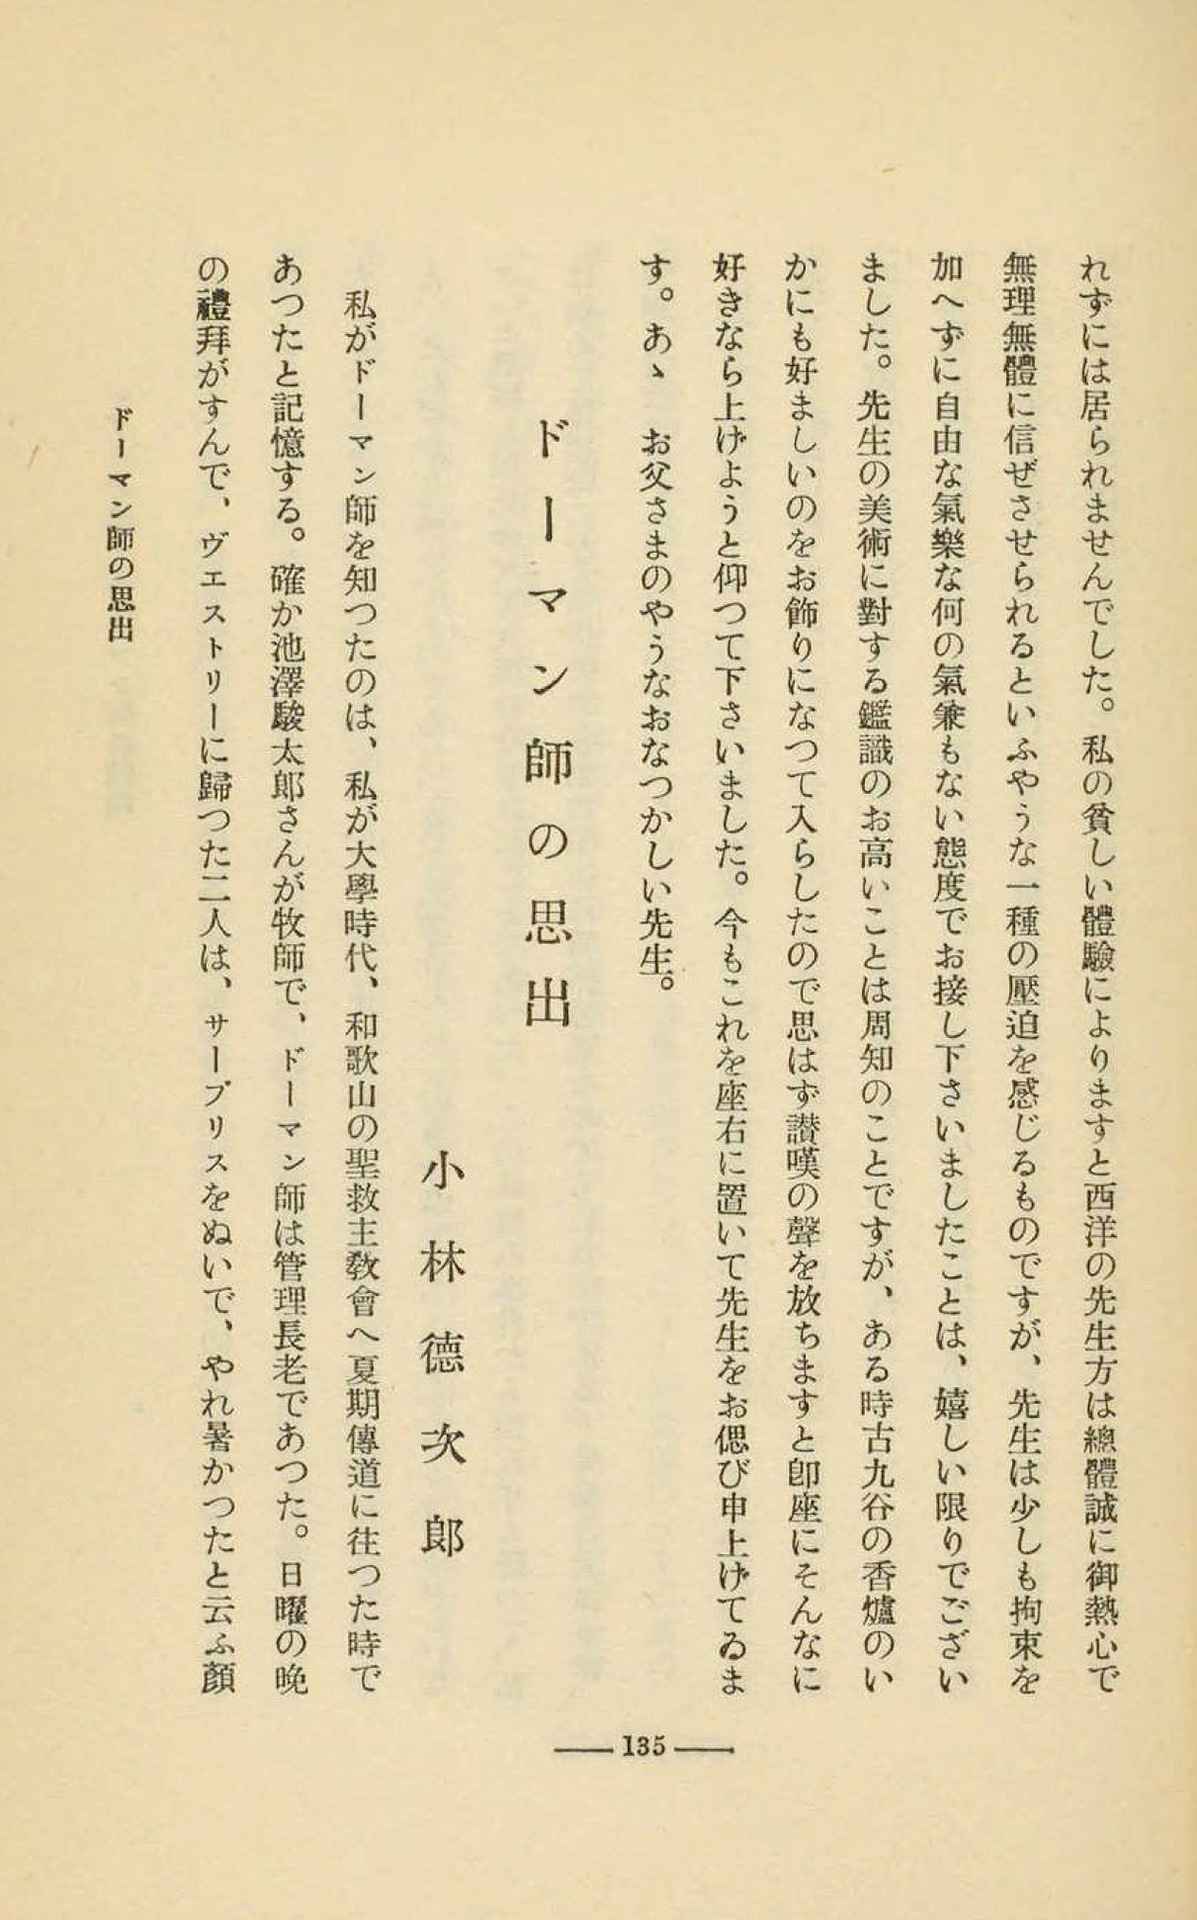 れずには居られませんでした。私の貧しい體驗によりますと西洋の先生方は總體誠に御熱心で
無理無體に信ぜさせられるといふやうな一種の壓迫を感じるものですが、先生は少しも拘束を
加へずに自由な氣樂な何の氣兼もない態度でお接し下さいましたことは、嬉しい限りでござい
ました。先生の美術に對する鑑識のお高いことは周知のことですが、ある時古九谷の香爐のい
かにも好ましいのをお飾りになつて入らしたので思はず讃嘆の聲を放ちますと卽座にそんなに
好きなら上げようと仰つて下さいました。今もこれを座右に置いて先生をお偲び申上げてゐま
す。あゝ お父さまのやうなおなつかしい先生。
ドーマン師の思出
小林德次郎
私がドーマン師を知つたのは、私が大學時代、和歌山の聖救主敎會へ夏期傳道に往つた時で
あつたと記憶する。確か池澤駿太郎さんが牧師で、ドーマン師は管理長老であつた。日曜の晩
の禮拜がすんで、ヴエストリーに歸つた二人は、サープリスをぬいで、やれ暑かつたと云ふ顏
ドーマン師の思出
135